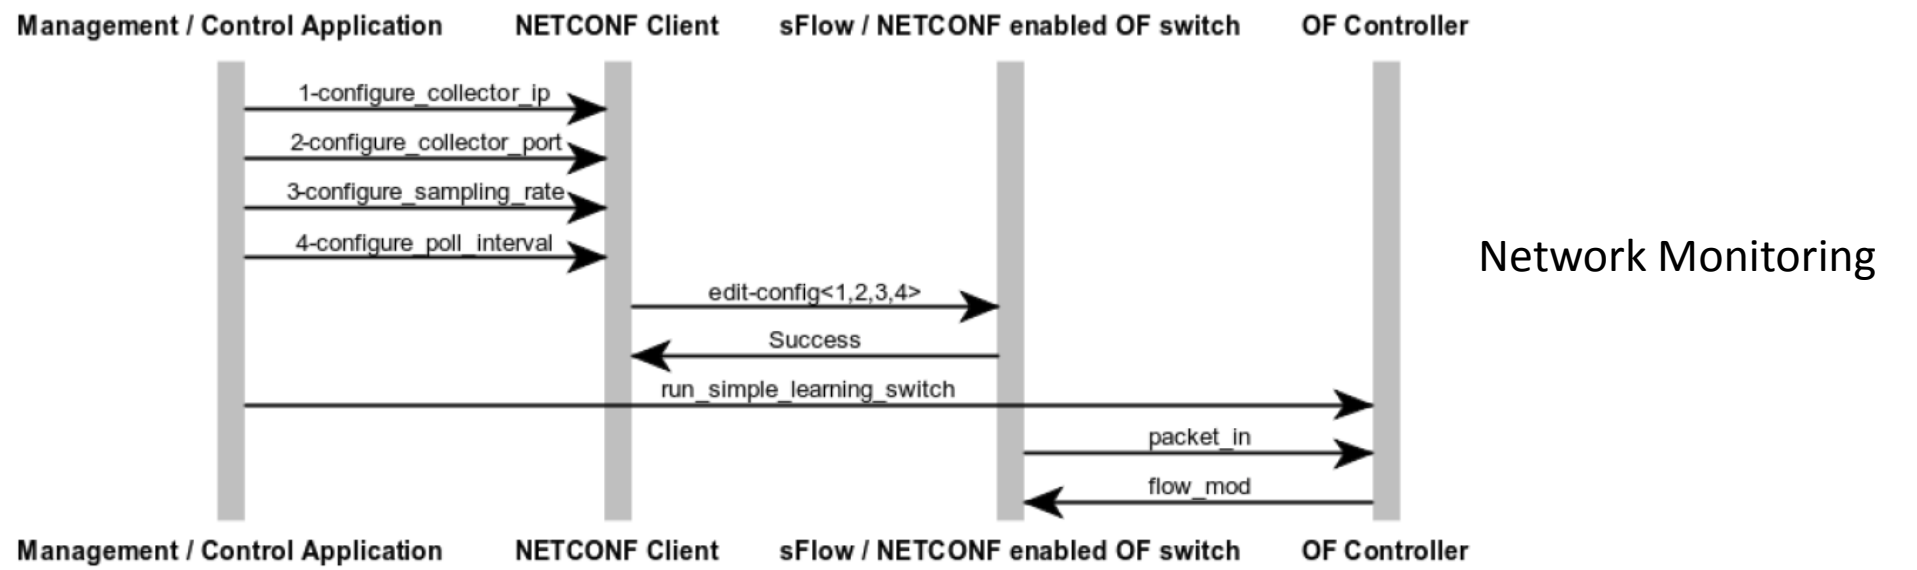 Management / Control Application NETCONF Client sFlow / NETCONF enabled OF switch OF Controller
1-configure_collector_ip
2-configure_collector_port
3-configure_sampling_rate
4-configure_poll_interval
Network Monitoring
edit-config<1,2,3,4>
Success
run_simple_learning_switch
packet_in
flow_mod
Management / Control Application NETCONF Client sFlow / NETCONF enabled OF switch OF Controller